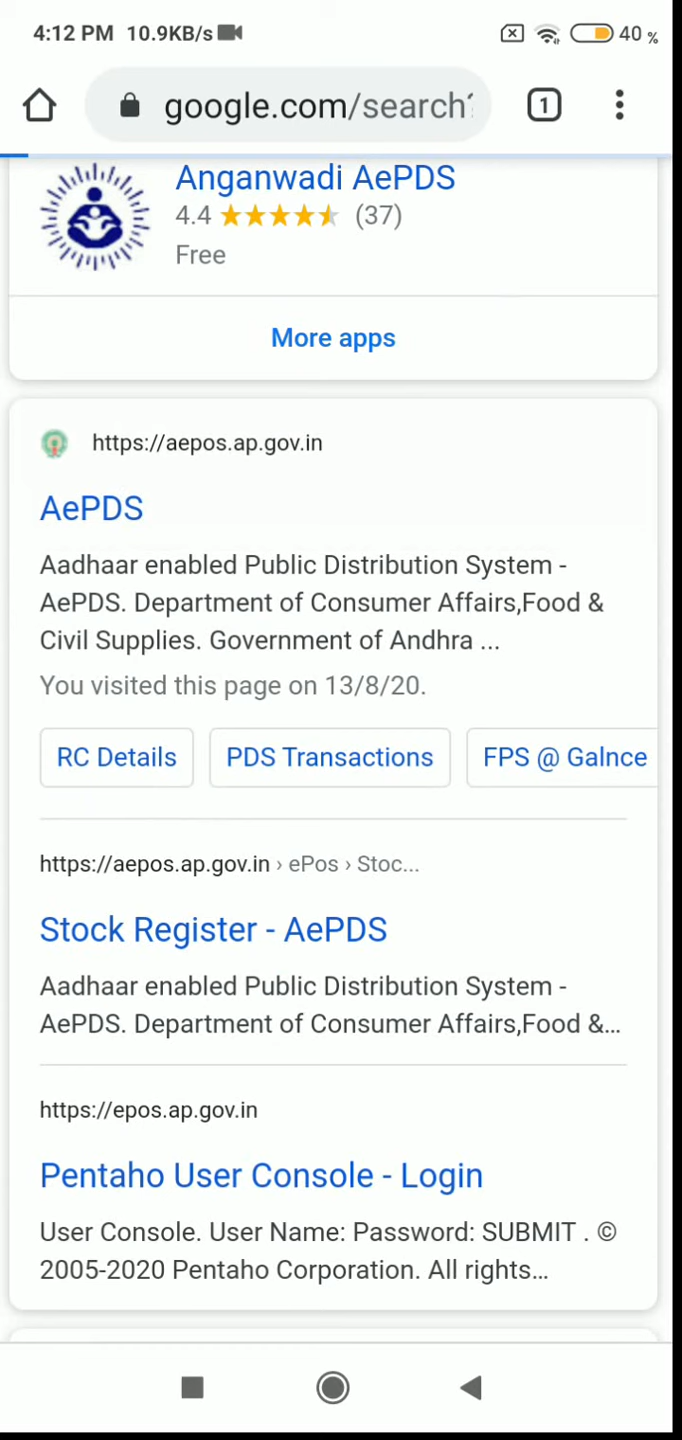 4:12 PM 10.9KB/s 40 %
google.com/search? 1
Anganwadi AePDS
4.4 (37)
Free
More apps
https://aepos.ap.gov.in
AePDS
Aadhaar enabled Public Distribution System -
AePDS. Department of Consumer Affairs,Food &
Civil Supplies. Government of Andhra ...
You visited this page on 13/8/20.
RC Details PDS Transactions FPS @ Galnce
https://aepos.ap.gov.in › ePos › Stoc...
Stock Register - AePDS
Aadhaar enabled Public Distribution System -
AePDS. Department of Consumer Affairs,Food &...
https://epos.ap.gov.in
Pentaho User Console - Login
User Console. User Name: Password: SUBMIT . ©
2005-2020 Pentaho Corporation. All rights...